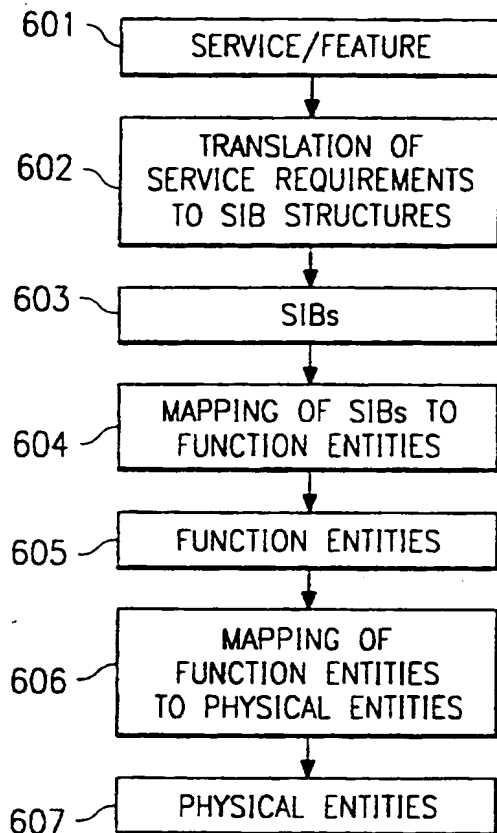 601
SERVICE/FEATURE
602
TRANSLATION OF
SERVICE REQUIREMENTS
TO SIB STRUCTURES
603
SIBs
604
MAPPING OF SIBs TO
FUNCTION ENTITIES
605
FUNCTION ENTITIES
606
MAPPING OF
FUNCTION ENTITIES
TO PHYSICAL ENTITIES
607
PHYSICAL ENTITIES